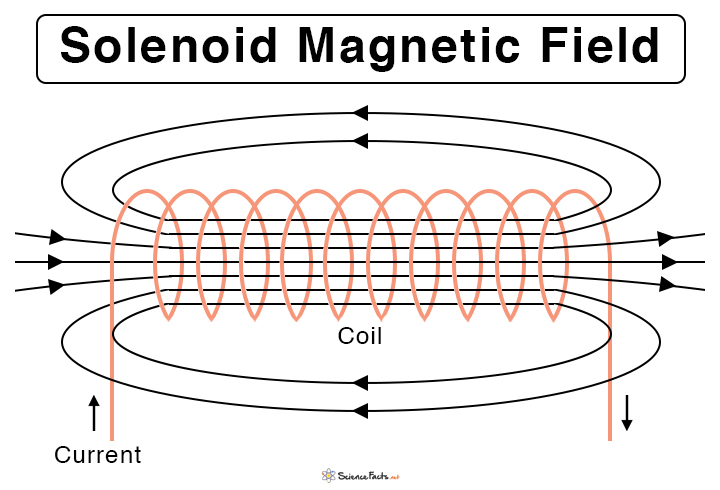 Solenoid Magnetic Field
Coil
Current
ScienceFacts.net